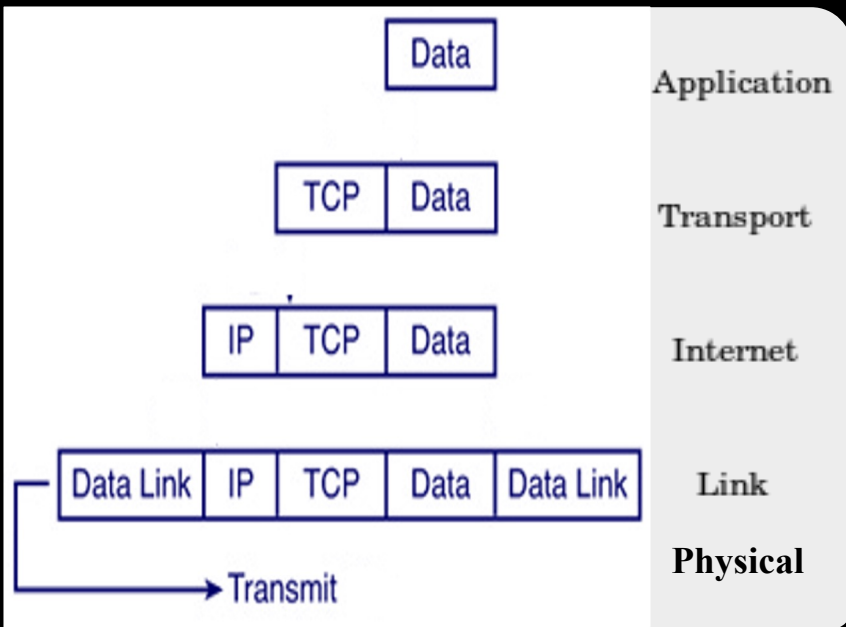 Data
Application
TCP Data
Transport
IP TCP Data
Internet
Data Link IP TCP Data Data Link
Link
Physical
Transmit